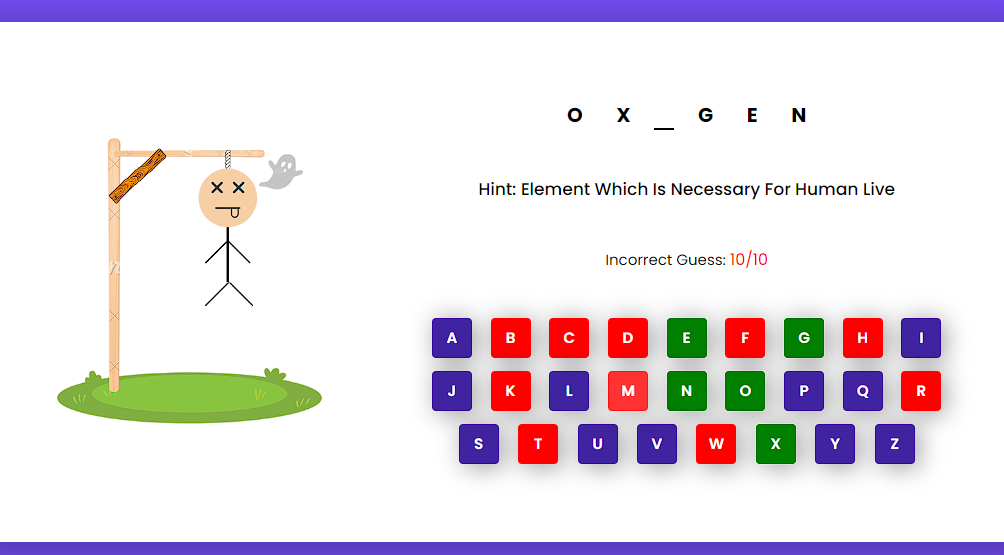 O X _ G E N
Hint: Element Which Is Necessary For Human Live
Incorrect Guess: 10/10
A B C D E F G H I
J K L M N O P Q R
S T U V W X Y Z